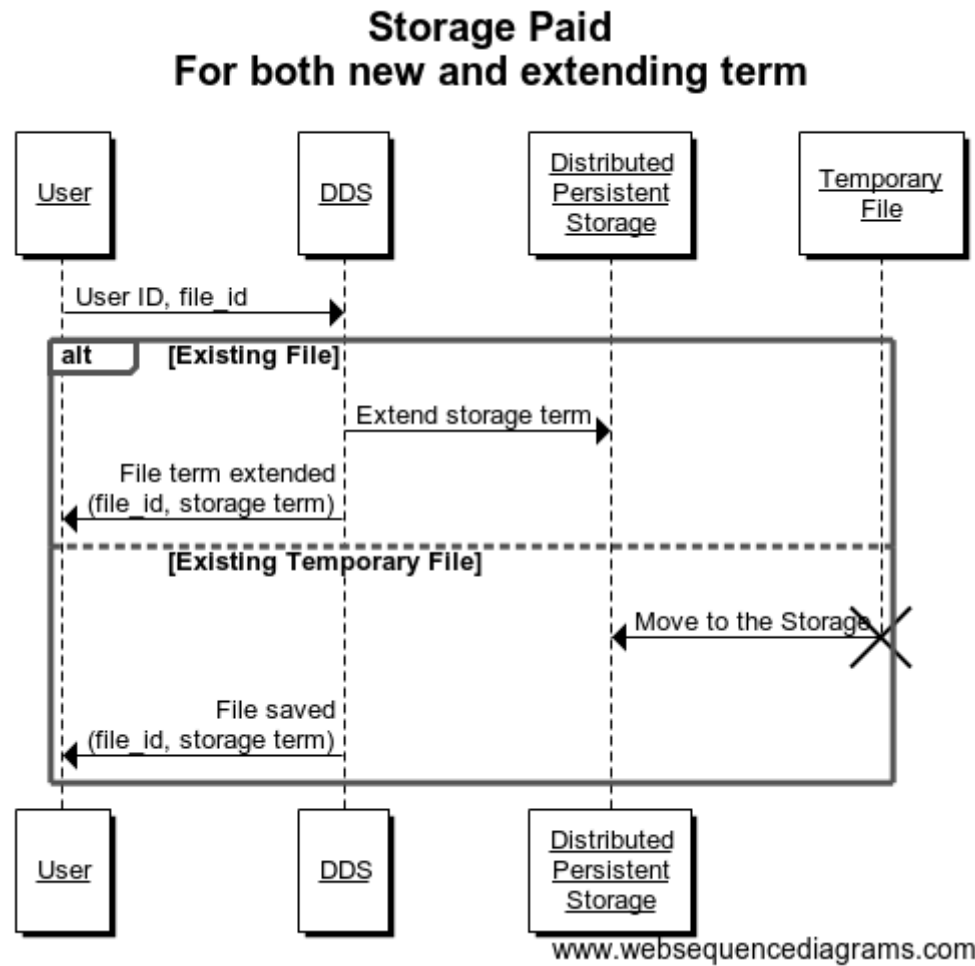 Storage Paid
For both new and extending term
User
DDS
Distributed
Persistent
Storage
Temporary
File
User ID, file_id
alt
[Existing File]
Extend storage term
File term extended
(file_id, storage term)
[Existing Temporary File]
Move to the Storage
File saved
(file_id, storage term)
User
DDS
Distributed
Persistent
Storage
www.websequencediagrams.com